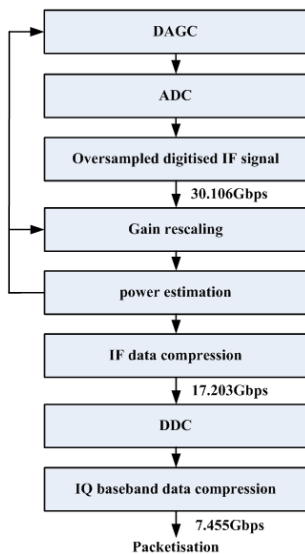 DAGC
ADC
Oversampled digitised IF signal
30.106Gbps
Gain rescaling
power estimation
IF data compression
17.203Gbps
DDC
IQ baseband data compression
7.455Gbps
Packetisation